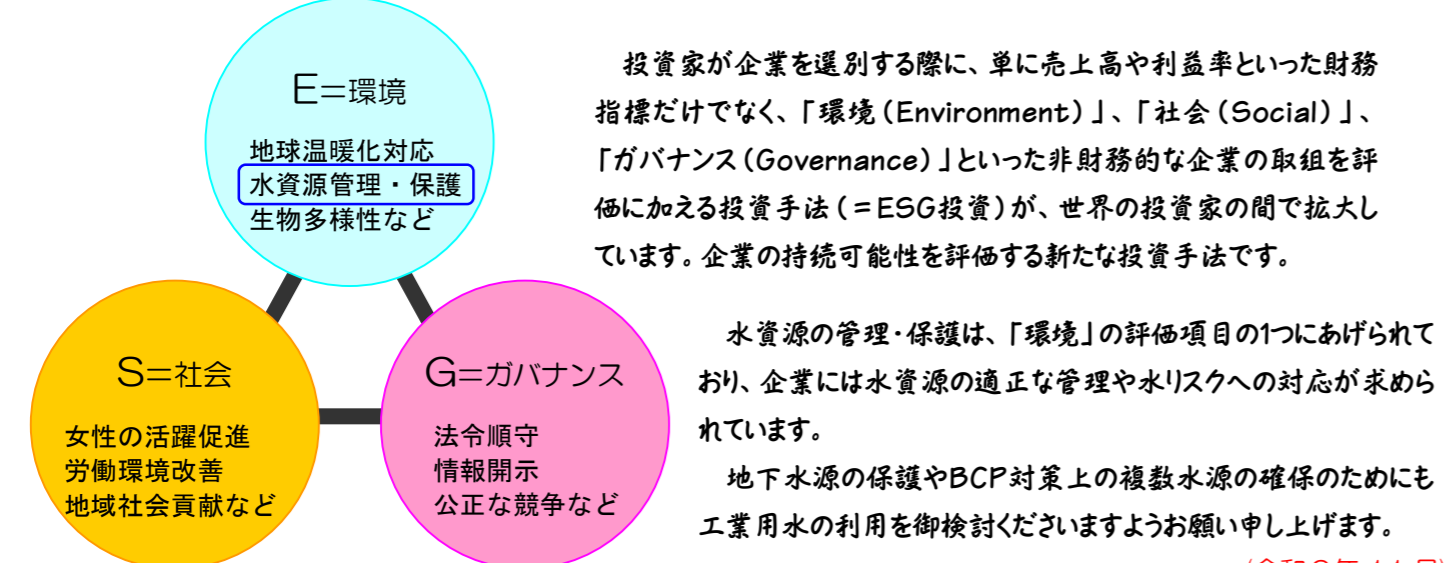 E=環境
地球温暖化対応
水資源管理・保護
生物多様性など
S=社会
女性の活躍促進
労働環境改善
地域社会貢献など
G=ガバナンス
法令順守
情報開示
公正な競争など
投資家が企業を選別する際に、単に売上高や利益率といった財務
指標だけでなく、「環境(Environment)」、「社会(Social)」、
「ガバナンス(Governance)」といった非財務的な企業の取組を評
価に加える投資手法(=ESG投資)が、世界の投資家の間で拡大し
ています。企業の持続可能性を評価する新たな投資手法です。
水資源の管理・保護は、「環境」の評価項目の1つにあげられて
おり、企業には水資源の適正な管理や水リスクへの対応が求めら
れています。
地下水源の保護やBCP対策上の複数水源の確保のためにも
工業用水の利用を御検討くださいますようお願い申し上げます。